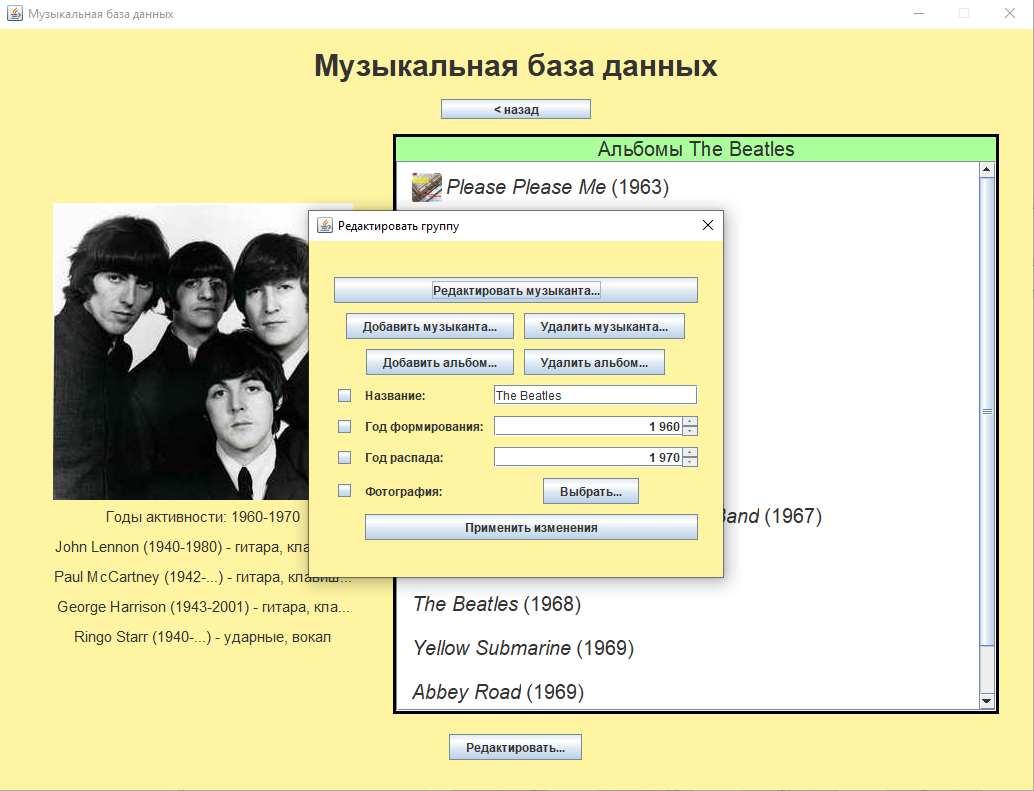 Музыкальная база данных
Музыкальная база данных
< назад
Альбомы The Beatles
Please Please Me (1963)
Редактировать группу
Редактировать музыканта...
Добавить музыканта...
Удалить музыканта...
Добавить альбом...
Удалить альбом...
Название:
The Beatles
Год формирования:
1 960
Год распада:
1 970
Фотография:
Выбрать...
Применить изменения
Band (1967)
Годы активности: 1960-1970
John Lennon (1940-1980) - гитара, кла
Paul McCartney (1942-...) - гитара, клавиш...
George Harrison (1943-2001) - гитара, кла...
Ringo Starr (1940-...) - ударные, вокал
The Beatles (1968)
Yellow Submarine (1969)
Abbey Road (1969)
Редактировать...